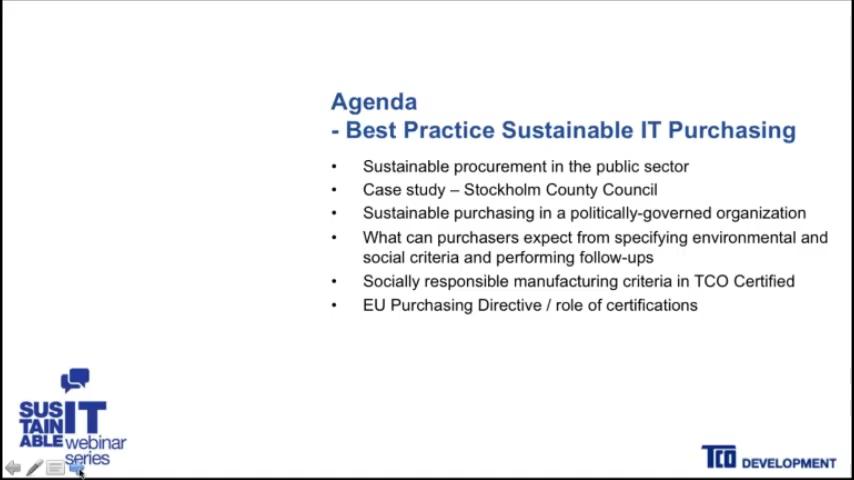 Agenda
- Best Practice Sustainable IT Purchasing
• Sustainable procurement in the public sector
• Case study – Stockholm County Council
• Sustainable purchasing in a politically-governed organization
• What can purchasers expect from specifying environmental and
social criteria and performing follow-ups
• Socially responsible manufacturing criteria in TCO Certified
• EU Purchasing Directive / role of certifications
SUS IT
TAIN
ABLE webinar
series
TCO DEVELOPMENT